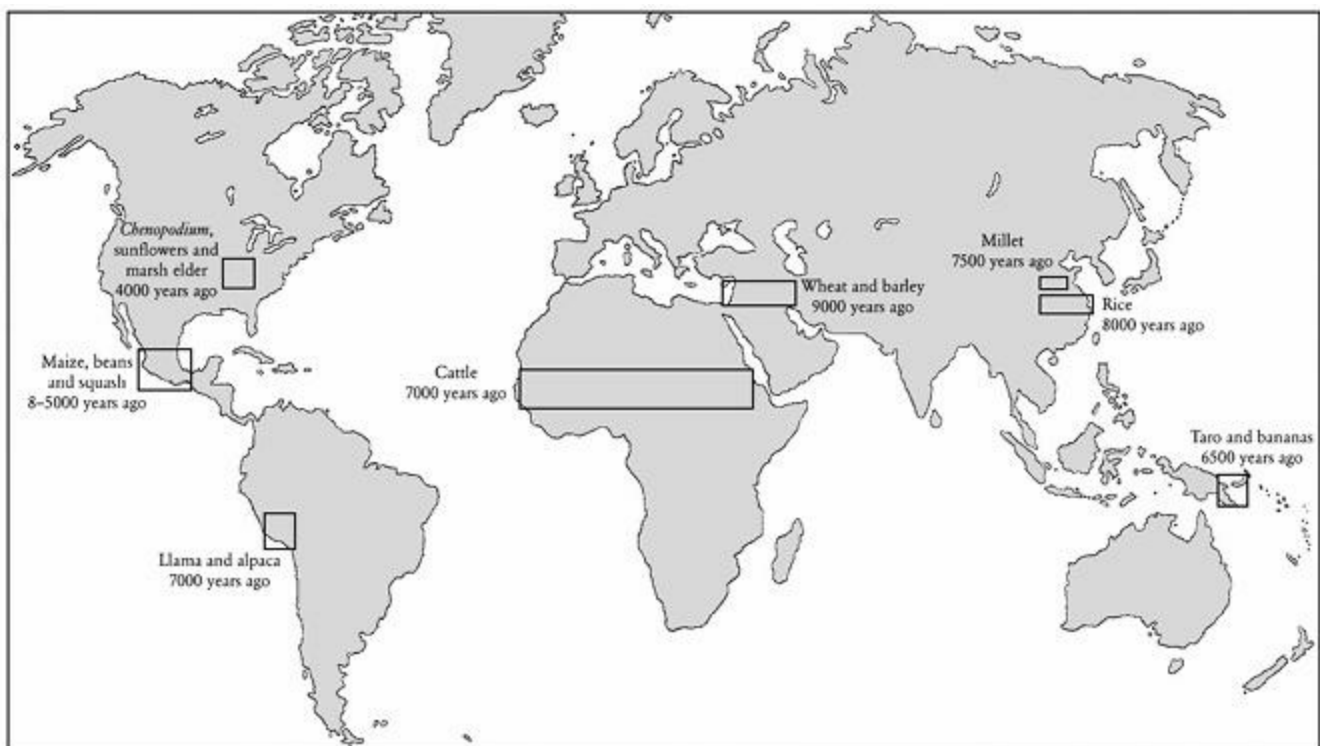 Chenopodium,
sunflowers and
marsh elder
4000 years ago
Maize, beans
and squash
8–5000 years ago
Llama and alpaca
7000 years ago
Cattle
7000 years ago
Wheat and barley
9000 years ago
Millet
7500 years ago
Rice
8000 years ago
Taro and bananas
6500 years ago